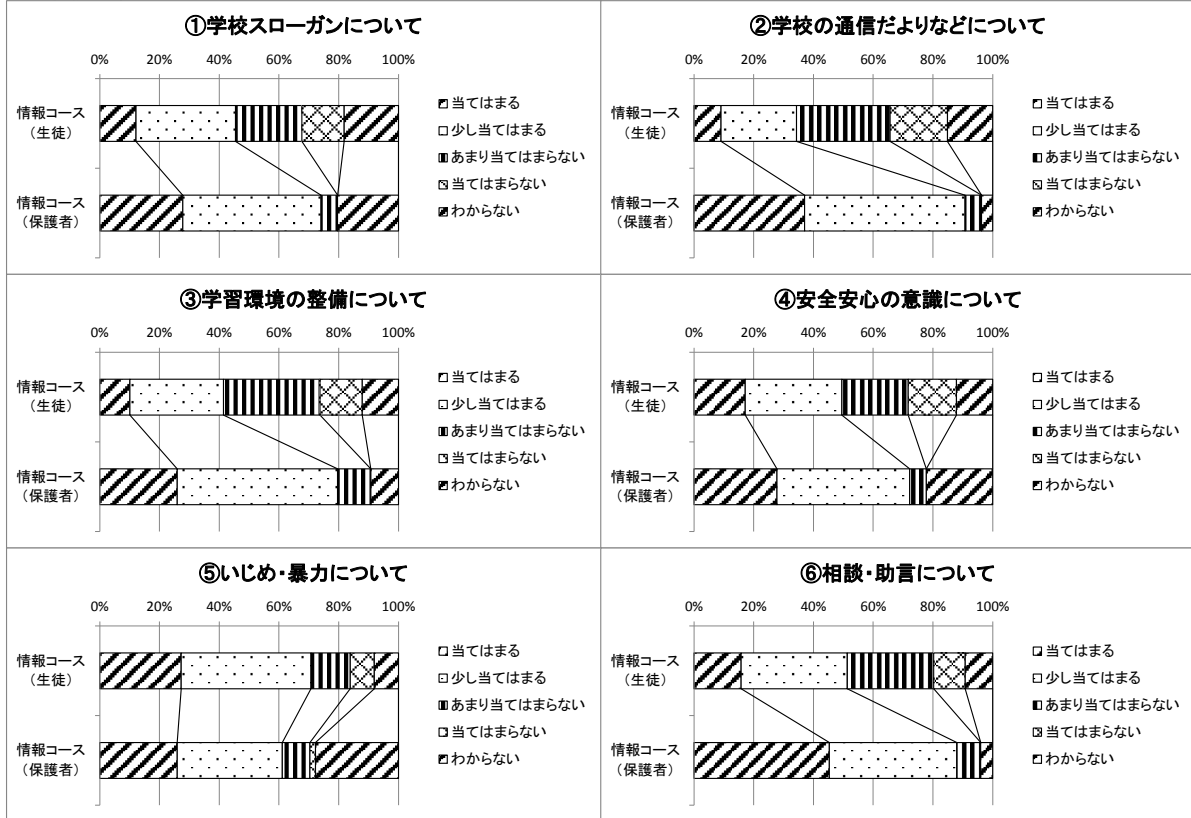 ①学校スローガンについて
0% 20% 40% 60% 80% 100%
情報コース
（生徒）
情報コース
（保護者）
当てはまる
少し当てはまる
あまり当てはまらない
当てはまらない
わからない
②学校の通信だよりなどについて
0% 20% 40% 60% 80% 100%
情報コース
（生徒）
情報コース
（保護者）
当てはまる
少し当てはまる
あまり当てはまらない
当てはまらない
わからない
③学習環境の整備について
0% 20% 40% 60% 80% 100%
情報コース
（生徒）
情報コース
（保護者）
当てはまる
少し当てはまる
あまり当てはまらない
当てはまらない
わからない
④安全安心の意識について
0% 20% 40% 60% 80% 100%
情報コース
（生徒）
情報コース
（保護者）
当てはまる
少し当てはまる
あまり当てはまらない
当てはまらない
わからない
⑤いじめ・暴力について
0% 20% 40% 60% 80% 100%
情報コース
（生徒）
情報コース
（保護者）
当てはまる
少し当てはまる
あまり当てはまらない
当てはまらない
わからない
⑥相談・助言について
0% 20% 40% 60% 80% 100%
情報コース
（生徒）
情報コース
（保護者）
当てはまる
少し当てはまる
あまり当てはまらない
当てはまらない
わからない